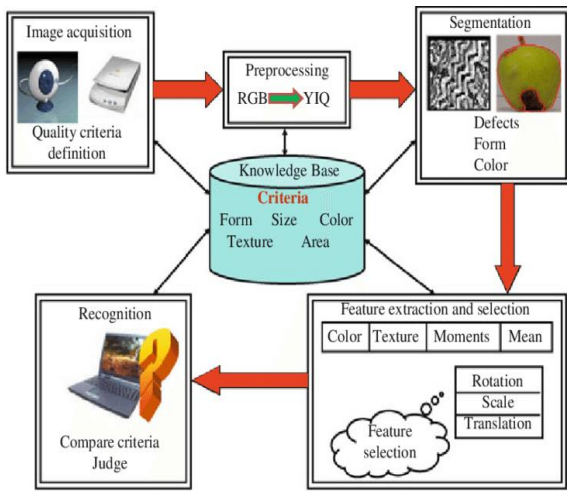 Image acquisition
Quality criteria
definition
Preprocessing
RGB YIQ
Segmentation
Defects
Form
Color
Knowledge Base
Criteria
Form Size Color
Texture Area
Recognition
Compare criteria
Judge
Feature extraction and selection
Color Texture Moments Mean
Rotation
Scale
Translation
Feature
selection